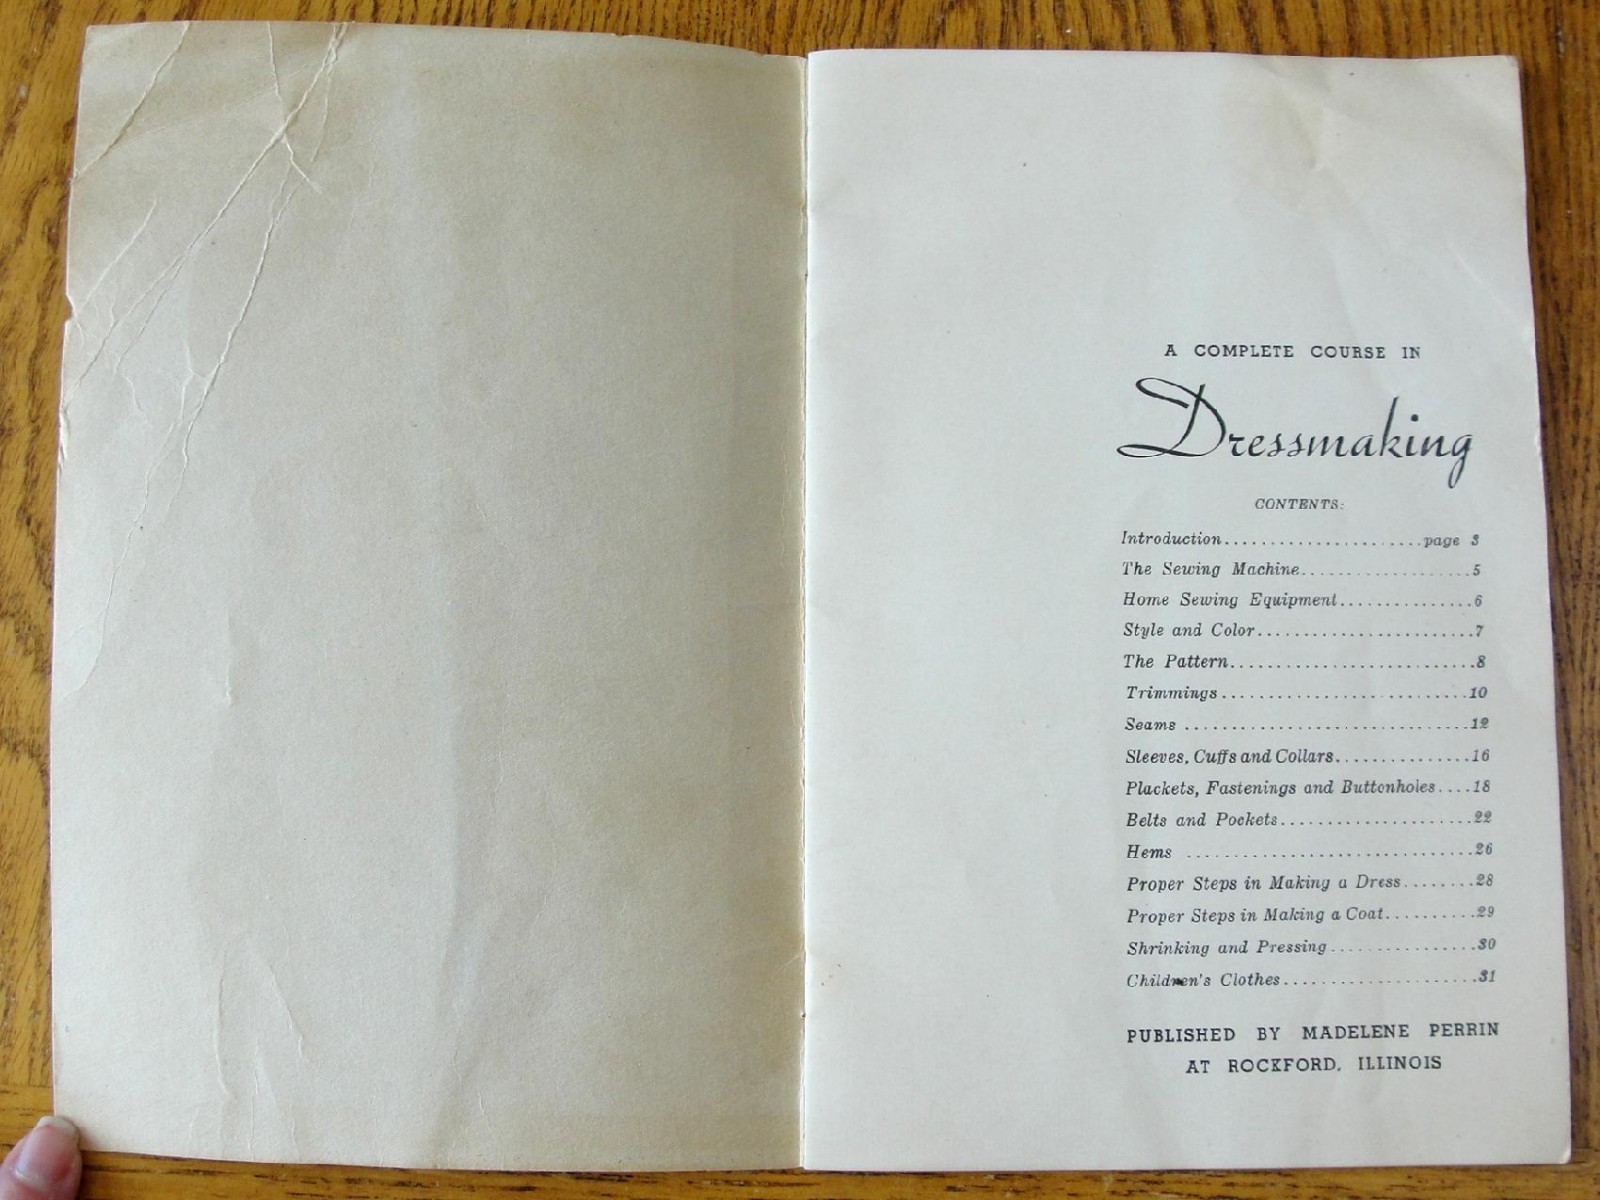 A COMPLETE COURSE IN
Dressmaking
CONTENTS:
Introduction......................page 3
The Sewing Machine...................5
Home Sewing Equipment...............6
Style and Color........................7
The Pattern...........................8
Trimmings...........................10
Seams ...............................12
Sleeves, Cuffs and Collars...............16
Plackets, Fastenings and Buttonholes....18
Belts and Pockets.....................22
Hems ...............................26
Proper Steps in Making a Dress........28
Proper Steps in Making a Coat..........29
Shrinking and Pressing................30
Children's Clothes.....................31
PUBLISHED BY MADELENE PERRIN
AT ROCKFORD, ILLINOIS